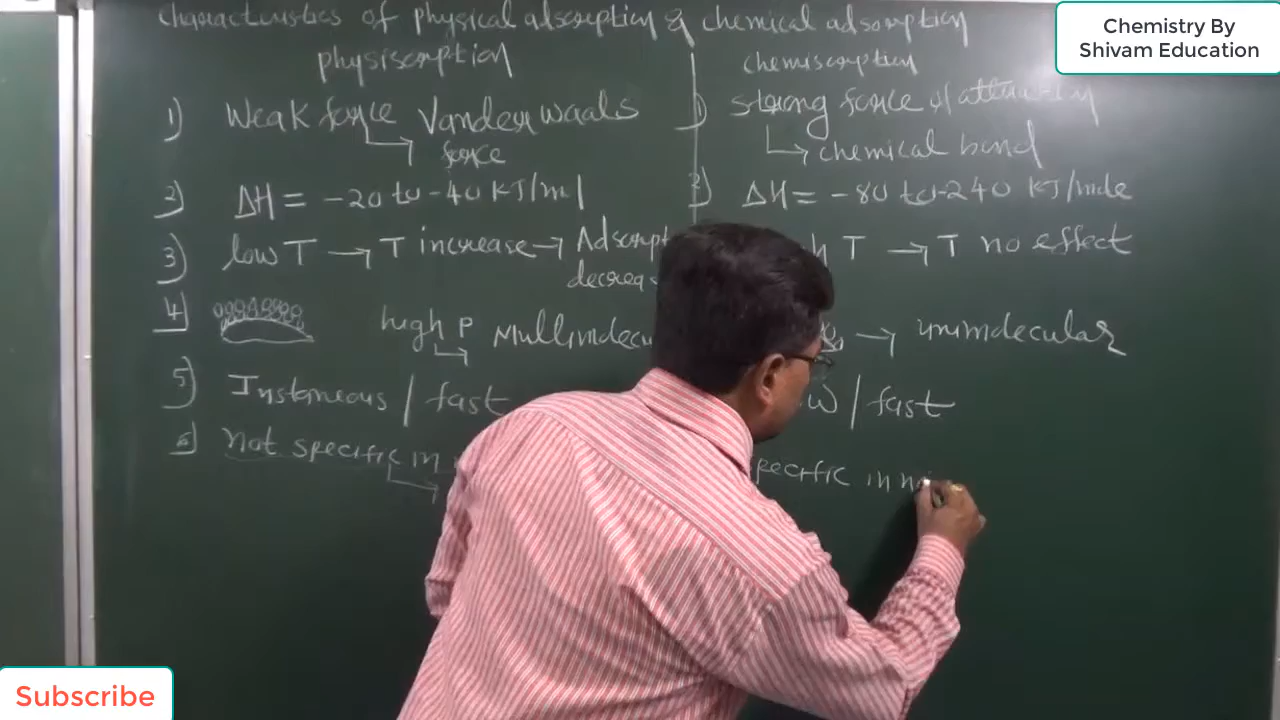 Characteristics of physical adsorption & chemical adsorption
physisorption
chemisorption
1) Weak force Vanderwaals
force
1) strong force of
chemical bond
2) ΔH = -20 to -40 KJ/mol
2) ΔH = -80 to -240 KJ/mole
3) low T → T increase → Adsorpt
decrea
T → T no effect
4) high P Multimolecu
→ unimolecular
5) Instaneous / fast
w / fast
6) not specific in
specific in n
Chemistry By
Shivam Education
Subscribe